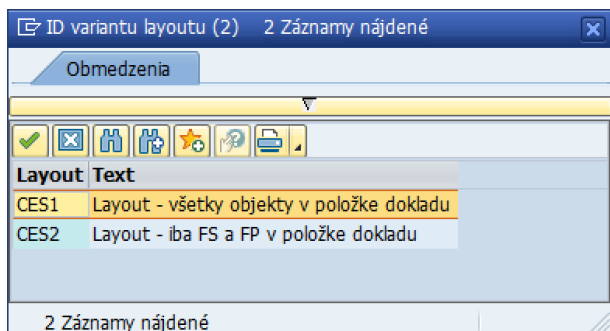 ID variantu layoutu (2) 2 Záznamy nájdené
Obmedzenia
Layout Text
CES1 Layout - všetky objekty v položke dokladu
CES2 Layout - iba FS a FP v položke dokladu
2 Záznamy nájdené